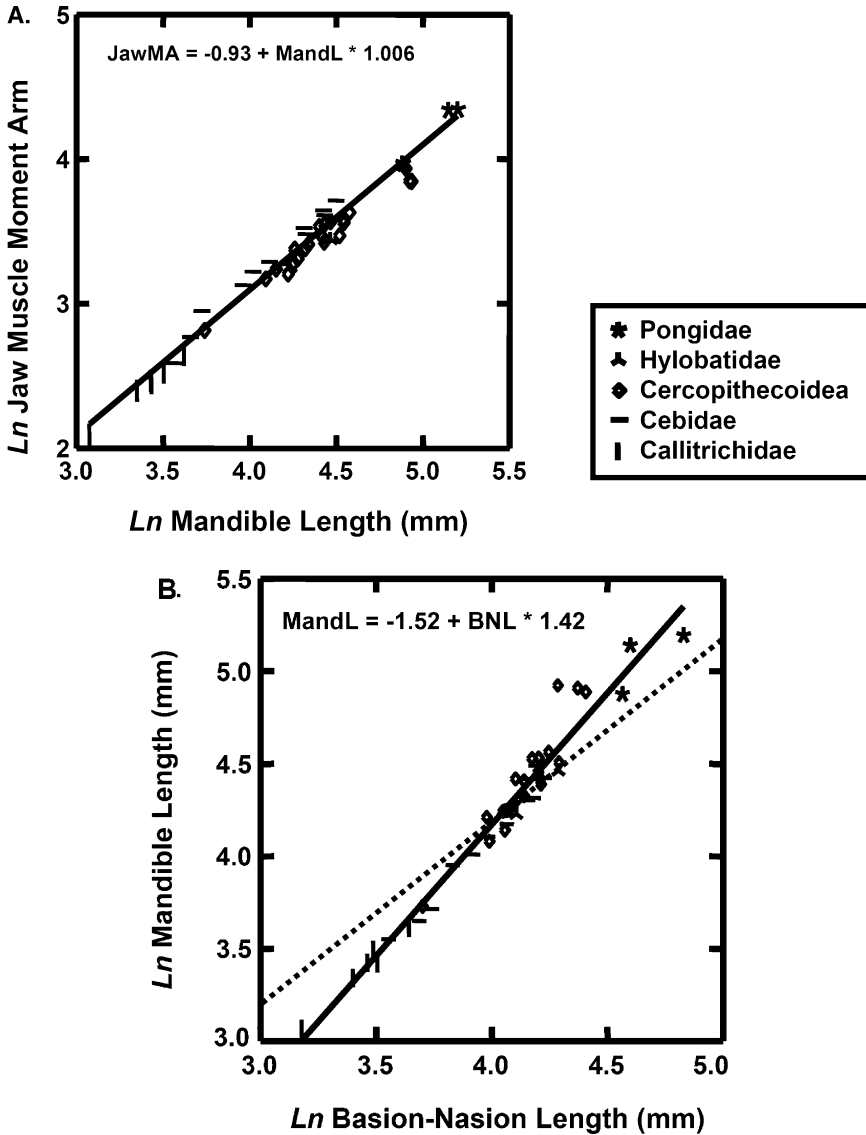 A.
5
JawMA = -0.93 + MandL * 1.006
4
3
2
Ln Jaw Muscle Moment Arm
3.0 3.5 4.0 4.5 5.0 5.5
Ln Mandible Length (mm)
Pongidae
Hylobatidae
Cercopithecoidea
Cebidae
Callitrichidae
B.
5.5
MandL = -1.52 + BNL * 1.42
5.0
4.5
4.0
3.5
3.0
Ln Mandible Length (mm)
3.0 3.5 4.0 4.5 5.0
Ln Basion-Nasion Length (mm)